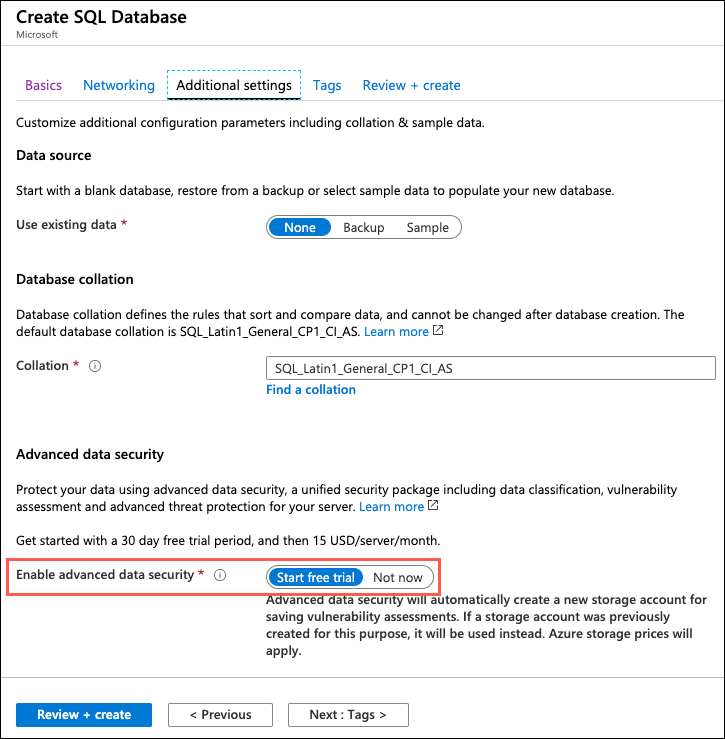 Create SQL Database
Microsoft
Basics Networking Additional settings Tags Review + create
Customize additional configuration parameters including collation & sample data.
Data source
Start with a blank database, restore from a backup or select sample data to populate your new database.
Use existing data * None Backup Sample
Database collation
Database collation defines the rules that sort and compare data, and cannot be changed after database creation. The
default database collation is SQL_Latin1_General_CP1_CI_AS. Learn more
Collation * SQL_Latin1_General_CP1_CI_AS
Find a collation
Advanced data security
Protect your data using advanced data security, a unified security package including data classification, vulnerability
assessment and advanced threat protection for your server. Learn more
Get started with a 30 day free trial period, and then 15 USD/server/month.
Enable advanced data security * Start free trial Not now
Advanced data security will automatically create a new storage account for
saving vulnerability assessments. If a storage account was previously
created for this purpose, it will be used instead. Azure storage prices will
apply.
Review + create < Previous Next : Tags >